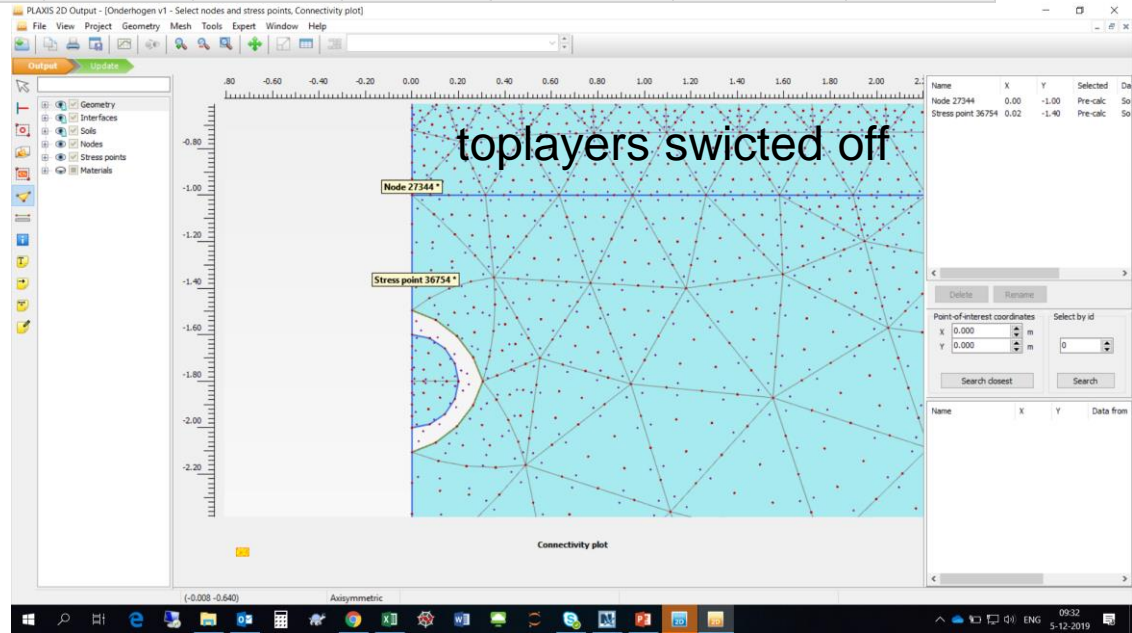 PLAXIS 2D Output - [Onderhogen v1 - Select nodes and stress points, Connectivity plot]
File View Project Geometry Mesh Tools Expert Window Help
Output Update
.80 -0.60 -0.40 -0.20 0.00 0.20 0.40 0.60 0.80 1.00 1.20 1.40 1.60 1.80 2.00 2.
Geometry
Interfaces
Soils
Nodes
Stress points
Materials
-0.80
-1.00
-1.20
-1.40
-1.60
-1.80
-2.00
-2.20
toplayers swicted off
Node 27344 *
Stress point 36754 *
Connectivity plot
Name X Y Selected Da
Node 27344 0.00 -1.00 Pre-calc So
Stress point 36754 0.02 -1.40 Pre-calc So
Delete Rename
Point-of-interest coordinates Select by id
X 0.000 m
Y 0.000 m 0
Search closest Search
Name X Y Data from
(-0.008 -0.640) Axisymmetric
ENG 09:32
5-12-2019